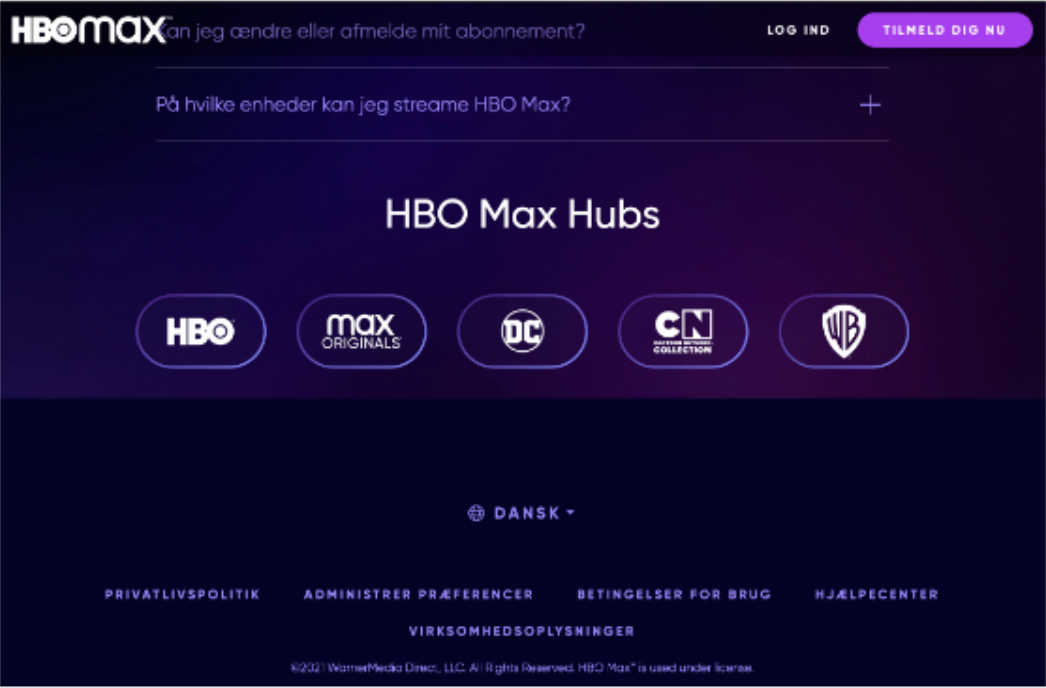 HBOmax
Kan jeg ændre eller afmelde mit abonnement?
LOG IND
TILMELD DIG NU
På hvilke enheder kan jeg streame HBO Max?
HBO Max Hubs
HBO
max
ORIGINALS
DC
CN
CARTOON NETWORK
COLLECTION
WB
DANSK
PRIVATLIVSPOLITIK
ADMINISTRER PRÆFERENCER
BETINGELSER FOR BRUG
HJÆLPECENTER
VIRKSOMHEDSOPLYSNINGER
©2021 WarnerMedia Direct, LLC. All Rights Reserved. HBO Max™ is used under license.